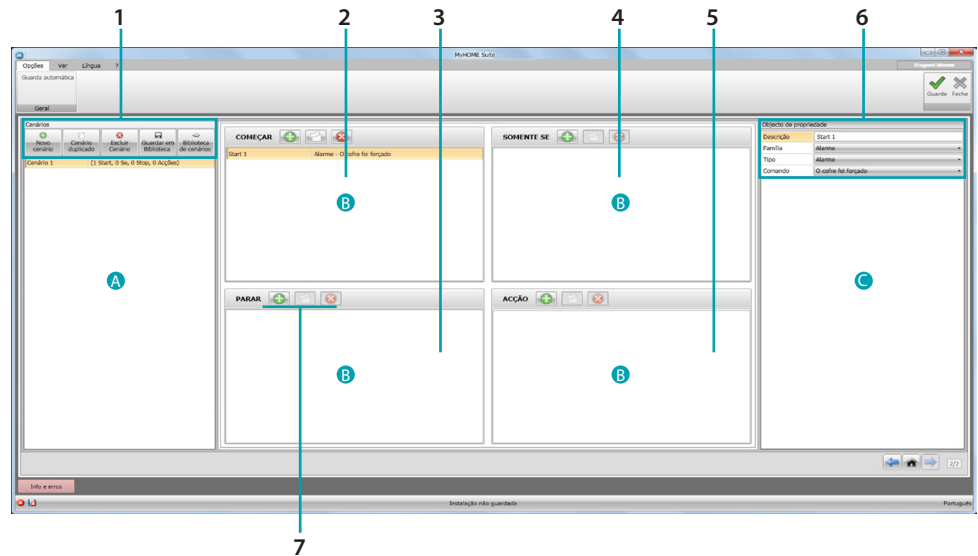 1 2 3 4 5 6
MyHOME Suite
Opções Ver Língua ?
Guarda automática
Geral
Guarde Feche
Cenários
Novo cenário
Cenário duplicado
Excluir Cenário
Guardar em Biblioteca
Biblioteca de cenários
Cenário 1 (1 Start, 0 Se, 0 Stop, 0 Acções)
A
COMEÇAR
Start 1 Alarme - O cofre foi forçado
B
SOMENTE SE
B
PARAR
B
ACÇÃO
B
Objecto de propriedade
Descrição Start 1
Família Alarme
Tipo Alarme
Comando O cofre foi forçado
C
2/2
Info e erros
Instalação não guardada
Português
7